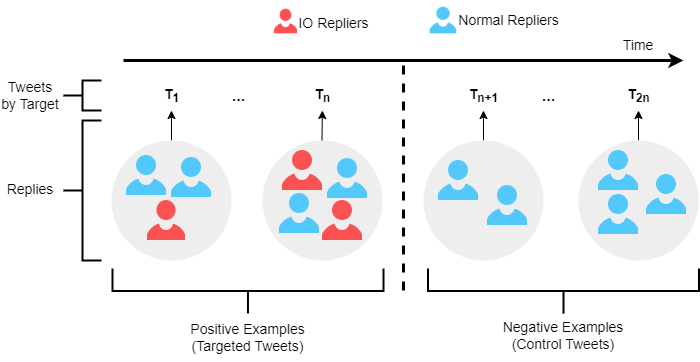 IO Repliers
Normal Repliers
Time
Tweets
by Target
T1
...
Tn
Tn+1
...
T2n
Replies
Positive Examples
(Targeted Tweets)
Negative Examples
(Control Tweets)